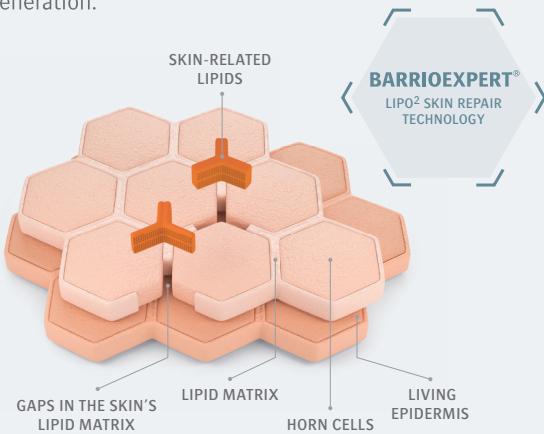 eneration.
SKIN-RELATED
LIPIDS
BARRIOEXPERT®
LIPO² SKIN REPAIR
TECHNOLOGY
GAPS IN THE SKIN'S
LIPID MATRIX
LIPID MATRIX
HORN CELLS
LIVING
EPIDERMIS